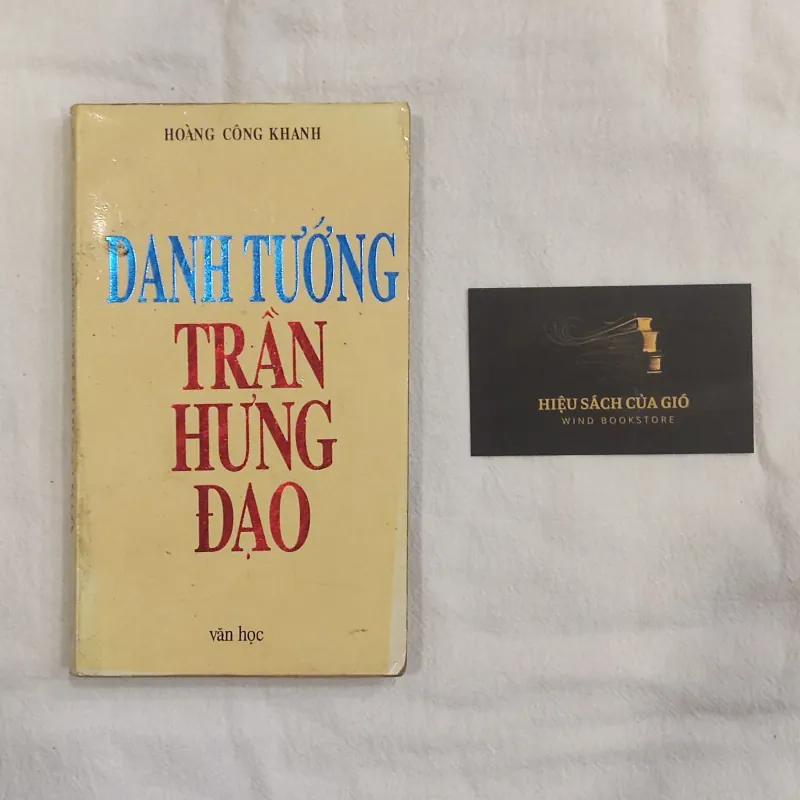 HOÀNG CÔNG KHANH
DANH TƯỚNG
TRẦN
HƯNG
ĐẠO
văn học
HIỆU SÁCH CỦA GIÓ
WIND BOOKSTORE